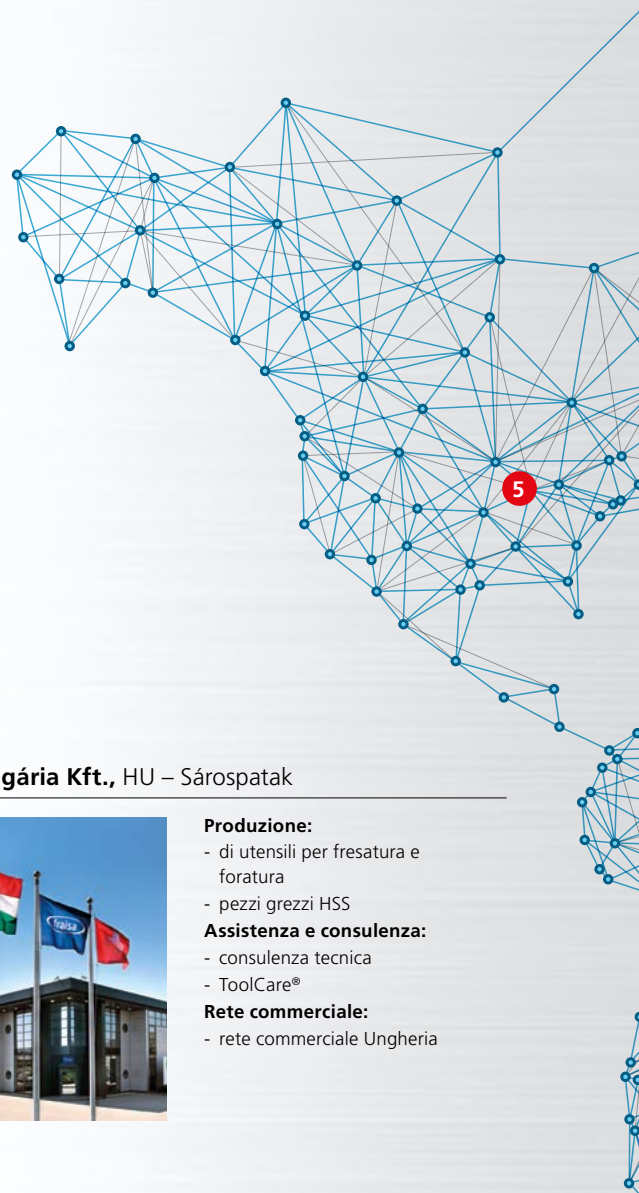 5
gária Kft., HU – Sárospatak
Produzione:
- di utensili per fresatura e
foratura
- pezzi grezzi HSS
Assistenza e consulenza:
- consulenza tecnica
- ToolCare®
Rete commerciale:
- rete commerciale Ungheria
fraisa